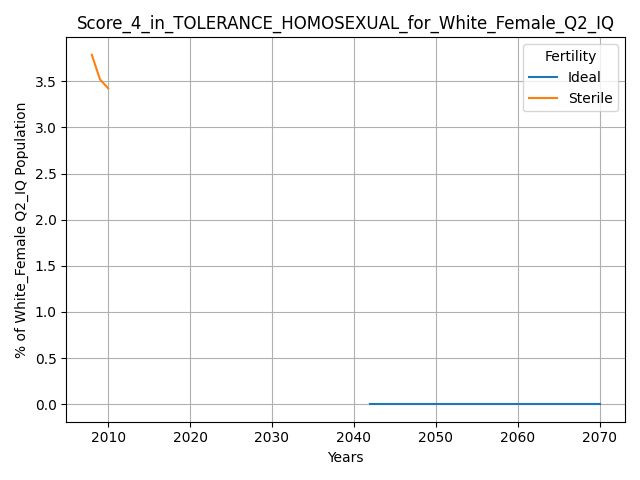 Score_4_in_TOLERANCE_HOMOSEXUAL_for_White_Female_Q2_IQ
Fertility
Ideal
Sterile
% of White_Female Q2_IQ Population
3.5
3.0
2.5
2.0
1.5
1.0
0.5
0.0
2010 2020 2030 2040 2050 2060 2070
Years